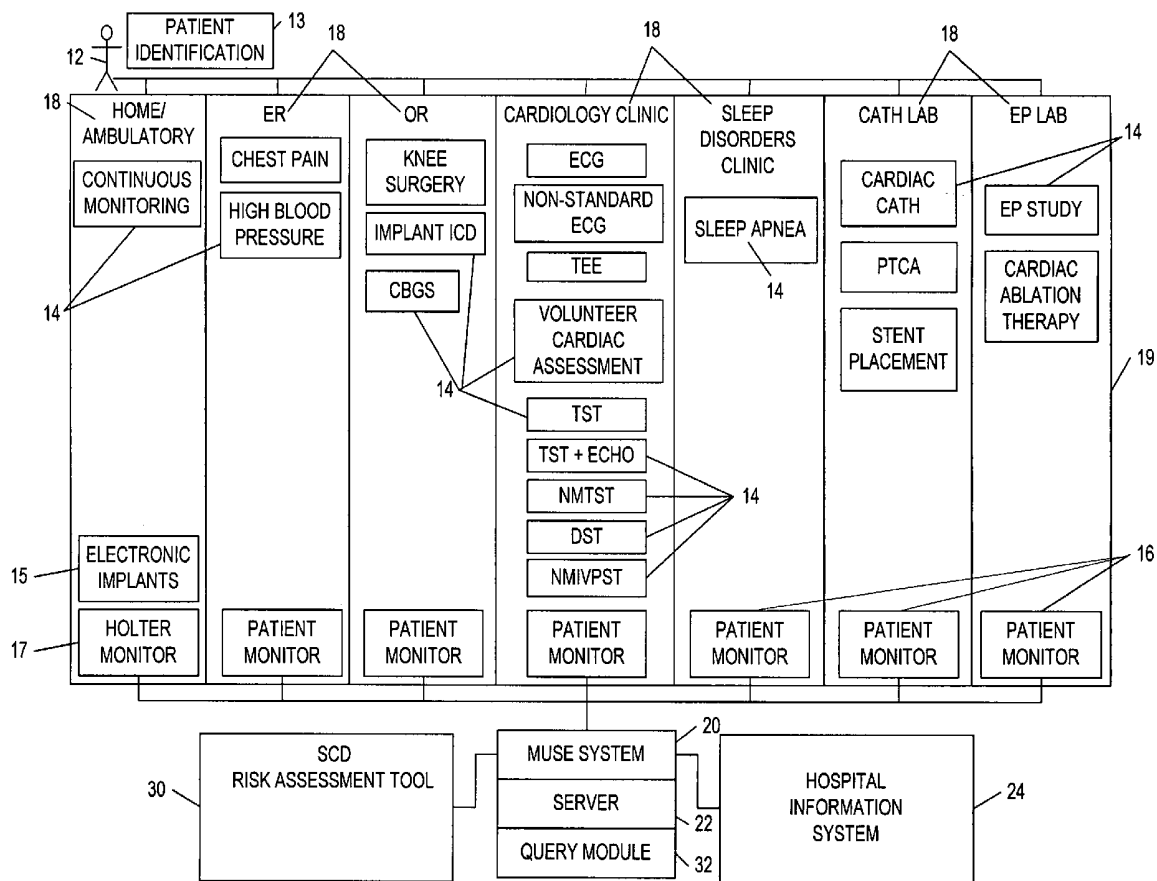 PATIENT
IDENTIFICATION
13
12
18
18
18
18
18
HOME/
AMBULATORY
CONTINUOUS
MONITORING
14
ELECTRONIC
IMPLANTS
15
HOLTER
MONITOR
17
ER
CHEST PAIN
HIGH BLOOD
PRESSURE
PATIENT
MONITOR
OR
KNEE
SURGERY
IMPLANT ICD
CBGS
14
PATIENT
MONITOR
CARDIOLOGY CLINIC
ECG
NON-STANDARD
ECG
TEE
VOLUNTEER
CARDIAC
ASSESSMENT
TST
TST + ECHO
NMTST
DST
NMIVPST
PATIENT
MONITOR
SLEEP
DISORDERS
CLINIC
SLEEP APNEA
14
14
PATIENT
MONITOR
CATH LAB
CARDIAC
CATH
PTCA
STENT
PLACEMENT
PATIENT
MONITOR
EP LAB
14
EP STUDY
CARDIAC
ABLATION
THERAPY
16
PATIENT
MONITOR
19
SCD
RISK ASSESSMENT TOOL
30
MUSE SYSTEM
20
SERVER
22
QUERY MODULE
32
HOSPITAL
INFORMATION
SYSTEM
24